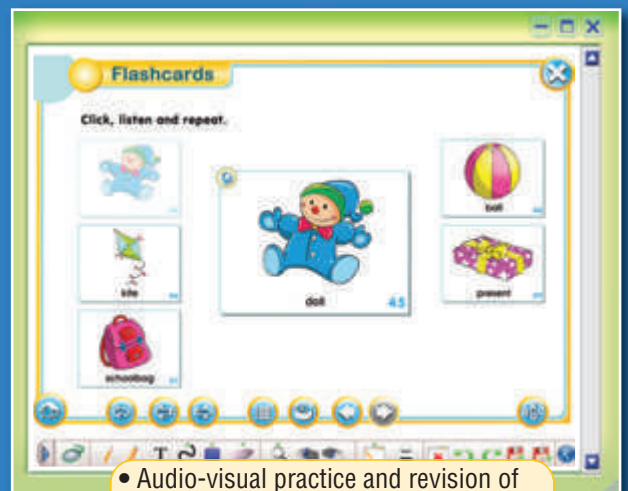 Flashcards
Click, listen and repeat.
ball
kite
doll
45
present
schoolbag
T
• Audio-visual practice and revision of